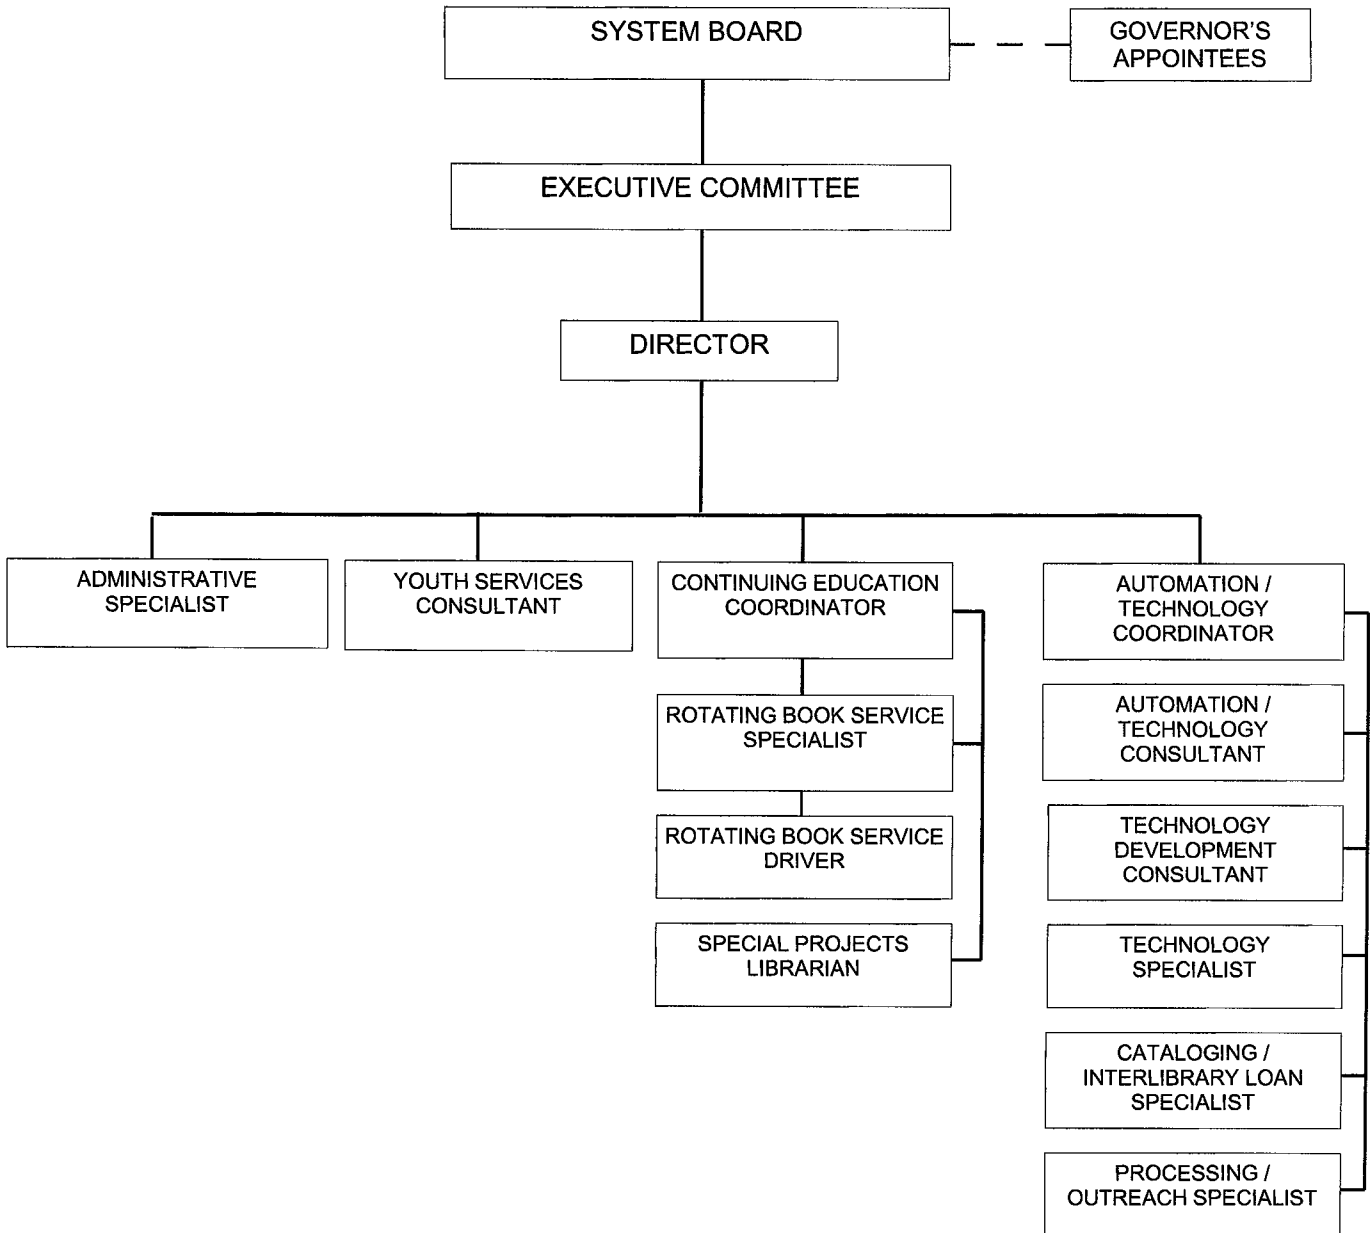 SYSTEM BOARD
GOVERNOR'S
APPOINTEES
EXECUTIVE COMMITTEE
DIRECTOR
ADMINISTRATIVE
SPECIALIST
YOUTH SERVICES
CONSULTANT
CONTINUING EDUCATION
COORDINATOR
ROTATING BOOK SERVICE
SPECIALIST
ROTATING BOOK SERVICE
DRIVER
SPECIAL PROJECTS
LIBRARIAN
AUTOMATION /
TECHNOLOGY
COORDINATOR
AUTOMATION /
TECHNOLOGY
CONSULTANT
TECHNOLOGY
DEVELOPMENT
CONSULTANT
TECHNOLOGY
SPECIALIST
CATALOGING /
INTERLIBRARY LOAN
SPECIALIST
PROCESSING /
OUTREACH SPECIALIST